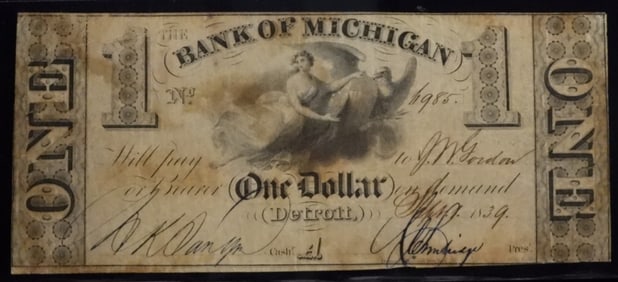 THE
BANK OF MICHIGAN
ONE 1 1 ONE
No. 6985.
Will pay to J.W. Gordon
or bearer One Dollar on demand
Detroit, 1839.
Cash.r Pres.